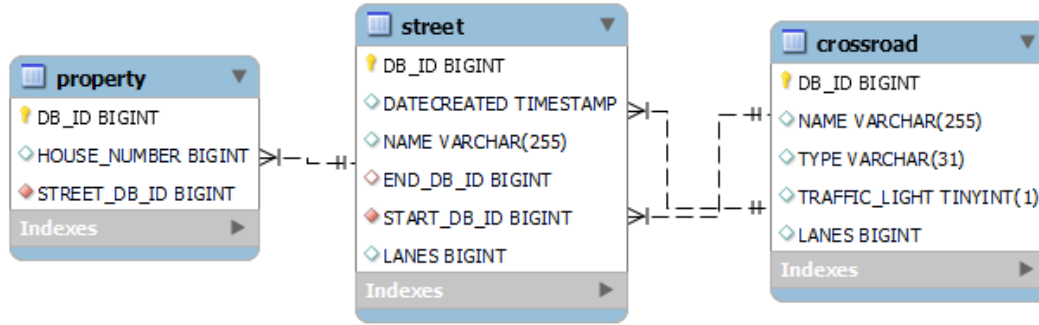 property
DB_ID BIGINT
HOUSE_NUMBER BIGINT
STREET_DB_ID BIGINT
Indexes
street
DB_ID BIGINT
DATECREATED TIMESTAMP
NAME VARCHAR(255)
END_DB_ID BIGINT
START_DB_ID BIGINT
LANES BIGINT
Indexes
crossroad
DB_ID BIGINT
NAME VARCHAR(255)
TYPE VARCHAR(31)
TRAFFIC_LIGHT TINYINT(1)
LANES BIGINT
Indexes